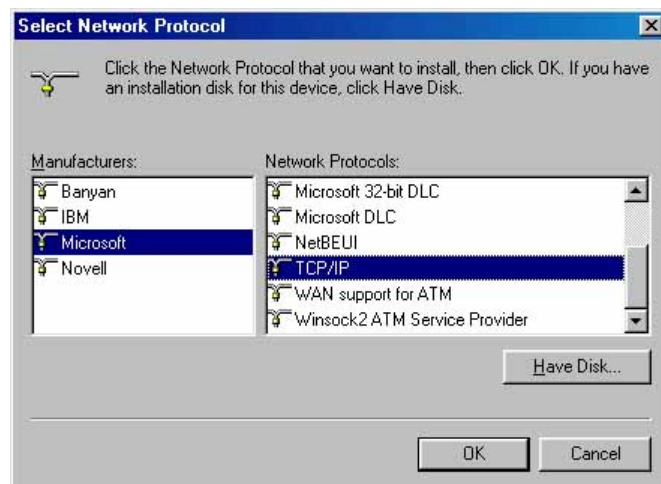 Select Network Protocol
Click the Network Protocol that you want to install, then click OK. If you have
an installation disk for this device, click Have Disk.
Manufacturers:
Banyan
IBM
Microsoft
Novell
Network Protocols:
Microsoft 32-bit DLC
Microsoft DLC
NetBEUI
TCP/IP
WAN support for ATM
Winsock2 ATM Service Provider
Have Disk...
OK
Cancel